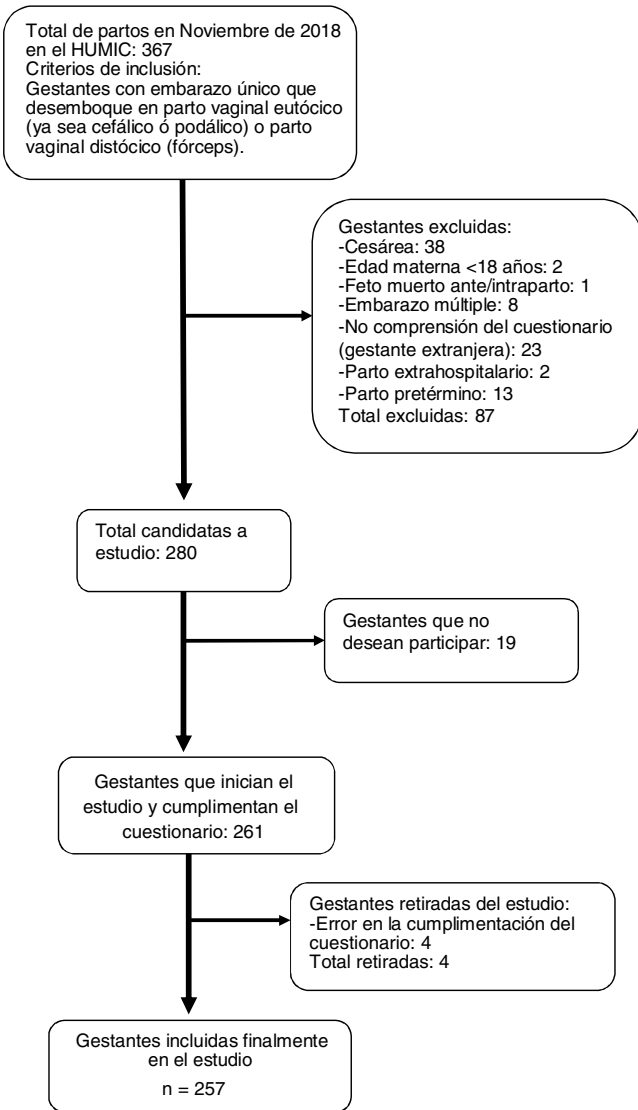 Total de partos en Noviembre de 2018
en el HUMIC: 367
Criterios de inclusión:
Gestantes con embarazo único que
desemboque en parto vaginal eutócico
(ya sea cefálico ó podálico) o parto
vaginal distócico (fórceps).
Gestantes excluidas:
-Cesárea: 38
-Edad materna <18 años: 2
-Feto muerto ante/intraparto: 1
-Embarazo múltiple: 8
-No comprensión del cuestionario
(gestante extranjera): 23
-Parto extrahospitalario: 2
-Parto pretérmino: 13
Total excluidas: 87
Total candidatas a
estudio: 280
Gestantes que no
desean participar: 19
Gestantes que inician el
estudio y cumplimentan el
cuestionario: 261
Gestantes retiradas del estudio:
-Error en la cumplimentación del
cuestionario: 4
Total retiradas: 4
Gestantes incluidas finalmente
en el estudio
n = 257